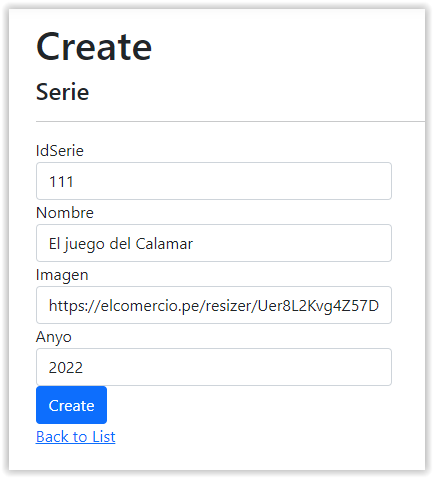 Create
Serie
IdSerie
111
Nombre
El juego del Calamar
Imagen
https://elcomercio.pe/resizer/Uer8L2Kvg4Z57D
Anyo
2022
Create
Back to List